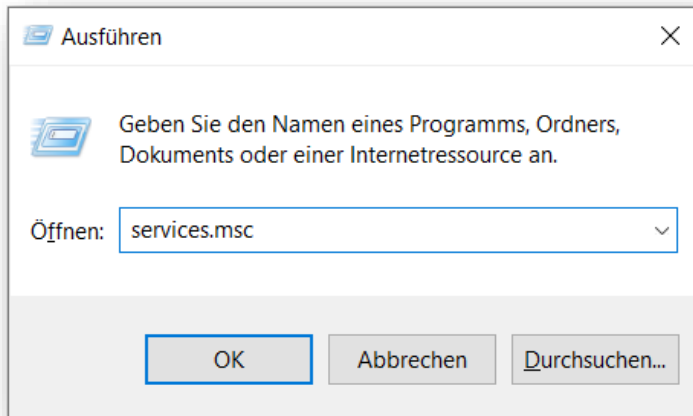 Ausführen
Geben Sie den Namen eines Programms, Ordners,
Dokuments oder einer Internetressource an.
Öffnen: services.msc
OK Abbrechen Durchsuchen...